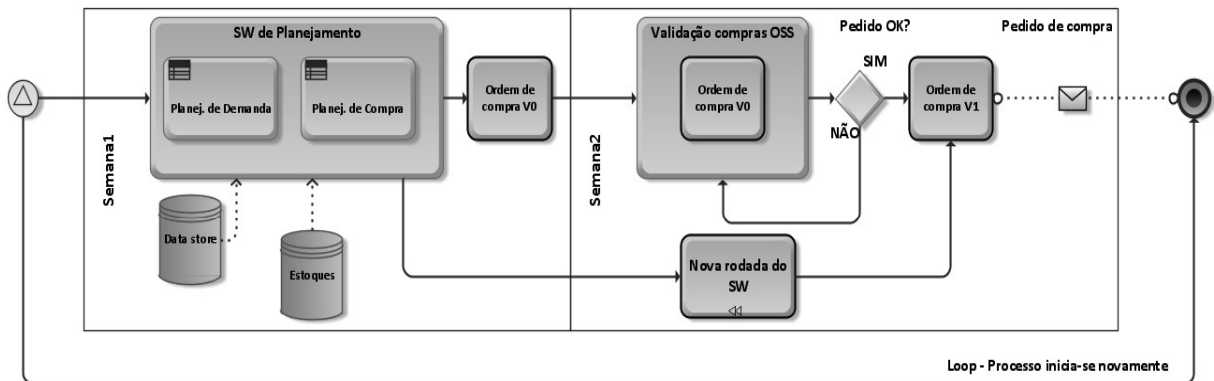 SW de Planejamento
Planej. de Demanda
Planej. de Compra
Ordem de
compra V0
Semana1
Data store
Estoques
Validação compras OSS
Ordem de
compra V0
Pedido OK?
SIM
NÃO
Ordem de
compra V1
Pedido de compra
Semana2
Nova rodada do
SW
Loop - Processo inicia-se novamente